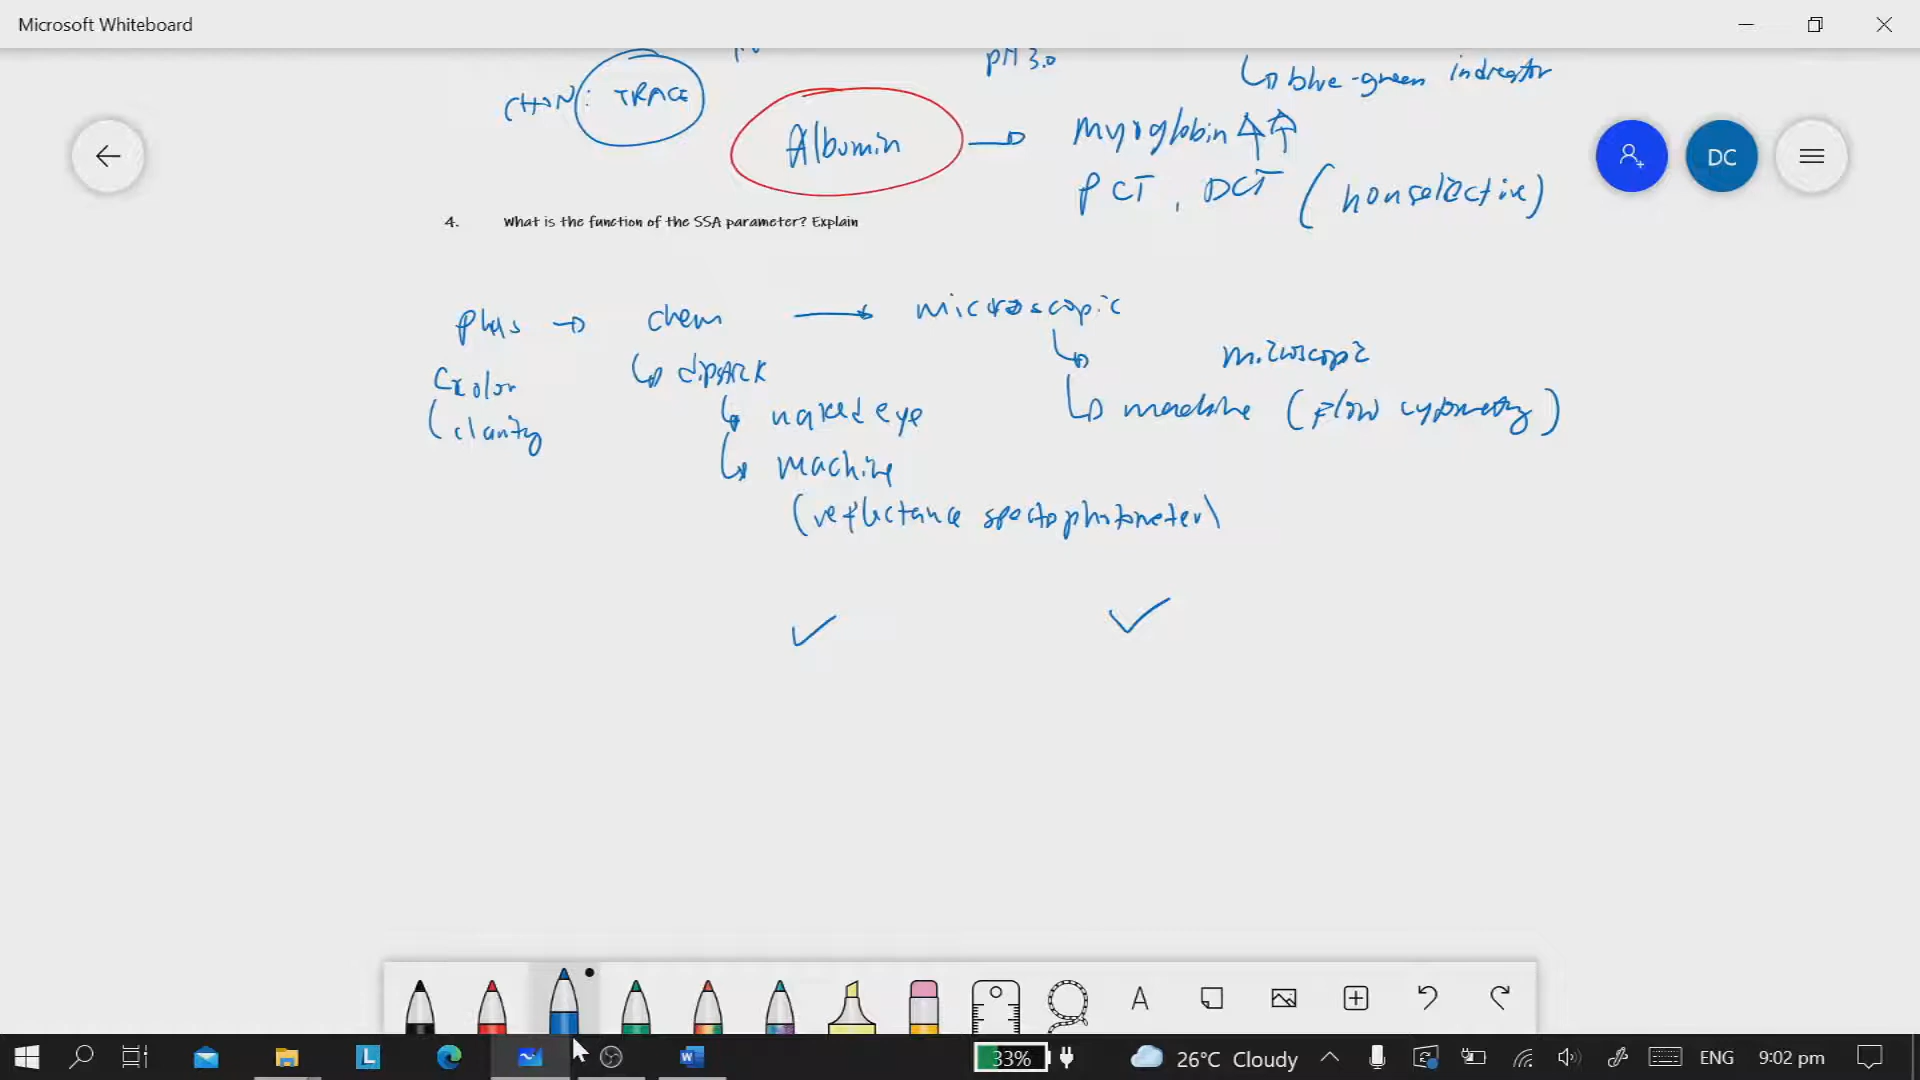 Microsoft Whiteboard
pH 3.0
blue-green indicator
CHON: TRACE
Albumin → Myoglobin ↑↑
PCT, DCT (nonselective)
DC
4. What is the function of the SSA parameter? Explain
phys → chem → microscopic
color
clarity
dipstick
naked eye
machine
(reflectance spectophotometer)
microscopic
machine (flow cytometry)
A
33%
26°C Cloudy
ENG
9:02 pm